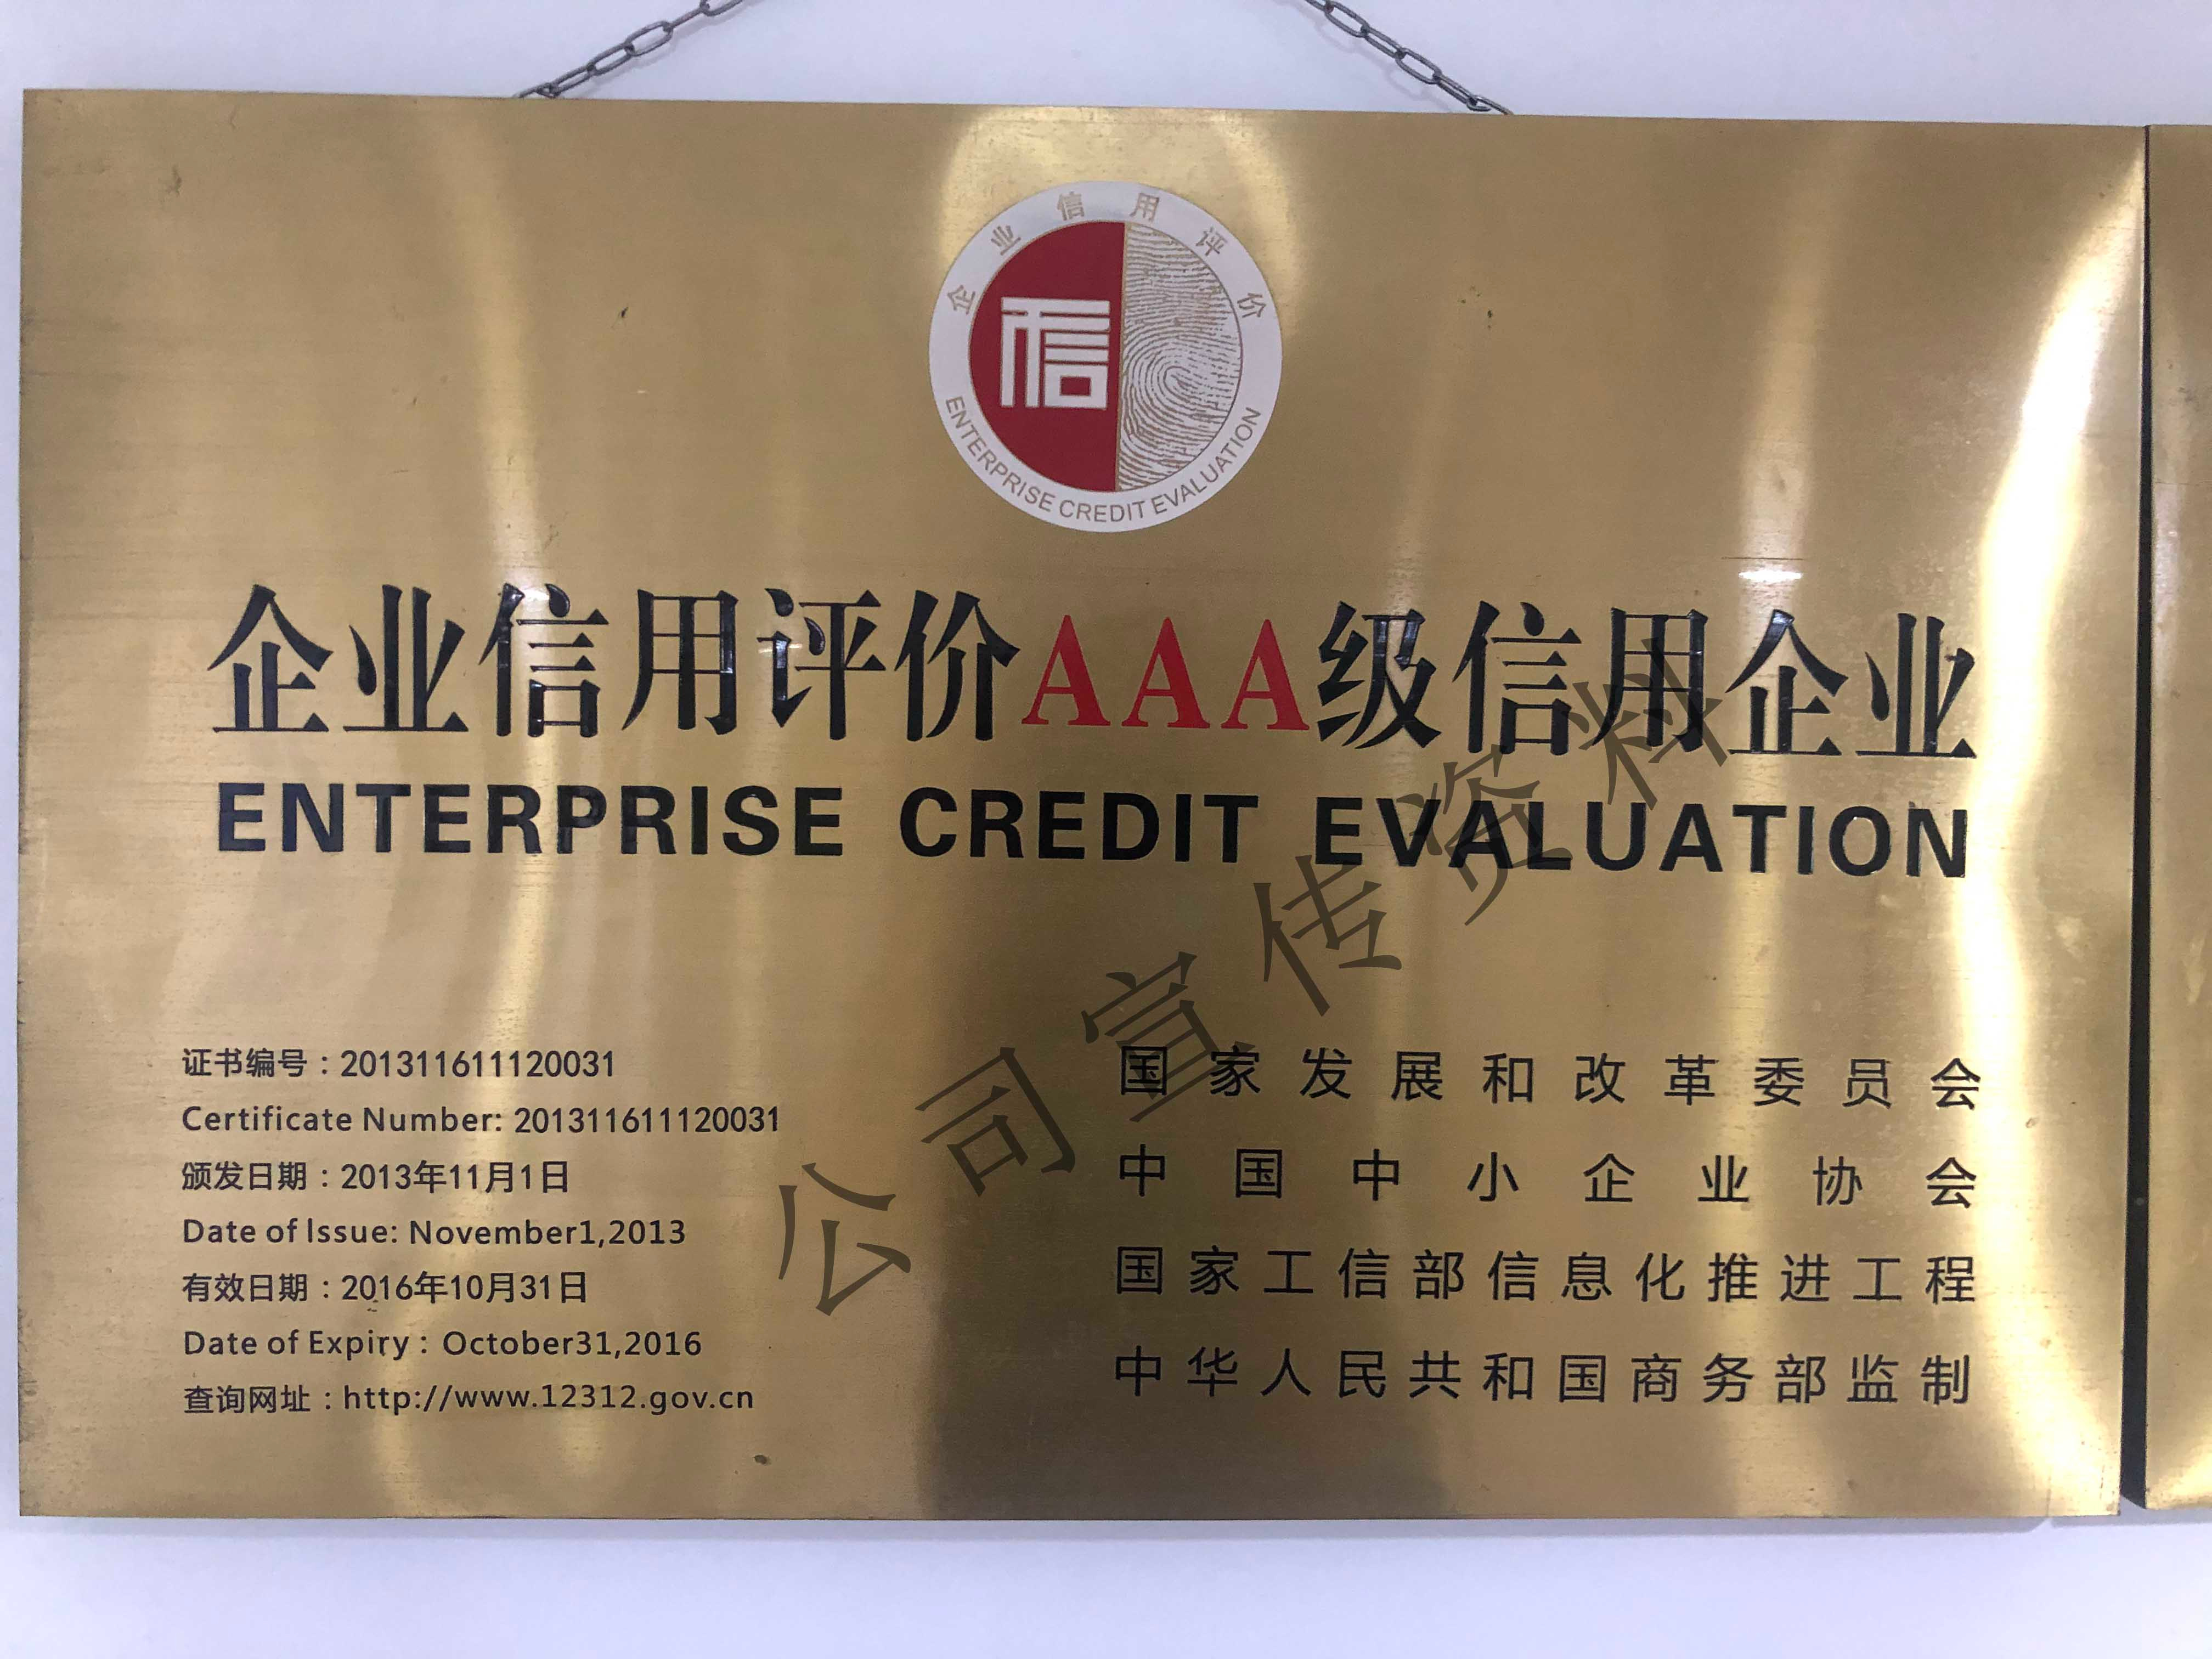 企业信用评价
信
ENTERPRISE CREDIT EVALUATION
企业信用评价AAA级信用企业
ENTERPRISE CREDIT EVALUATION
证书编号：201311611120031
Certificate Number: 201311611120031
颁发日期：2013年11月1日
Date of Issue: November1,2013
有效日期：2016年10月31日
Date of Expiry：October31,2016
查询网址：http://www.12312.gov.cn
国家发展和改革委员会
中国中小企业协会
国家工信部信息化推进工程
中华人民共和国商务部监制
公司宣传资料